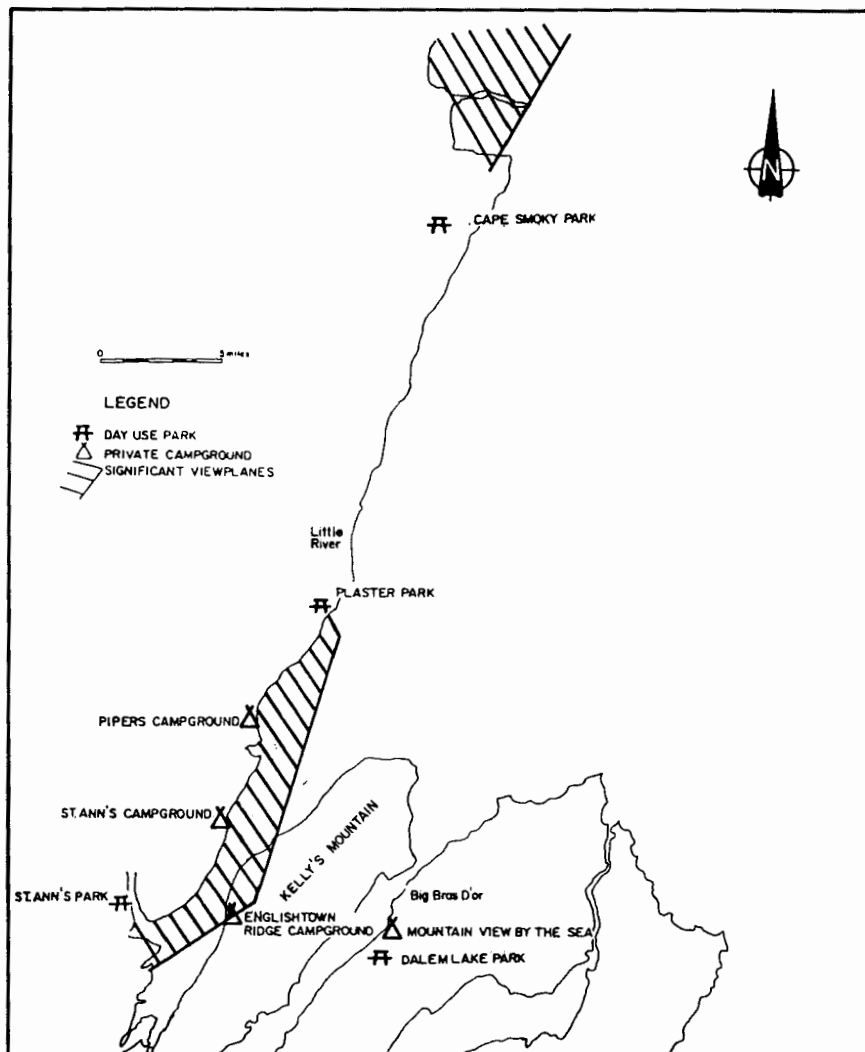 N
CAPE SMOKY PARK
0 5 miles
LEGEND
DAY USE PARK
PRIVATE CAMPGROUND
SIGNIFICANT VIEWPLANES
Little
River
PLASTER PARK
PIPERS CAMPGROUND
ST. ANN'S CAMPGROUND
KELLY'S MOUNTAIN
ST. ANN'S PARK
Big Bras D'or
ENGLISHTOWN
RIDGE CAMPGROUND
MOUNTAIN VIEW BY THE SEA
DALEM LAKE PARK